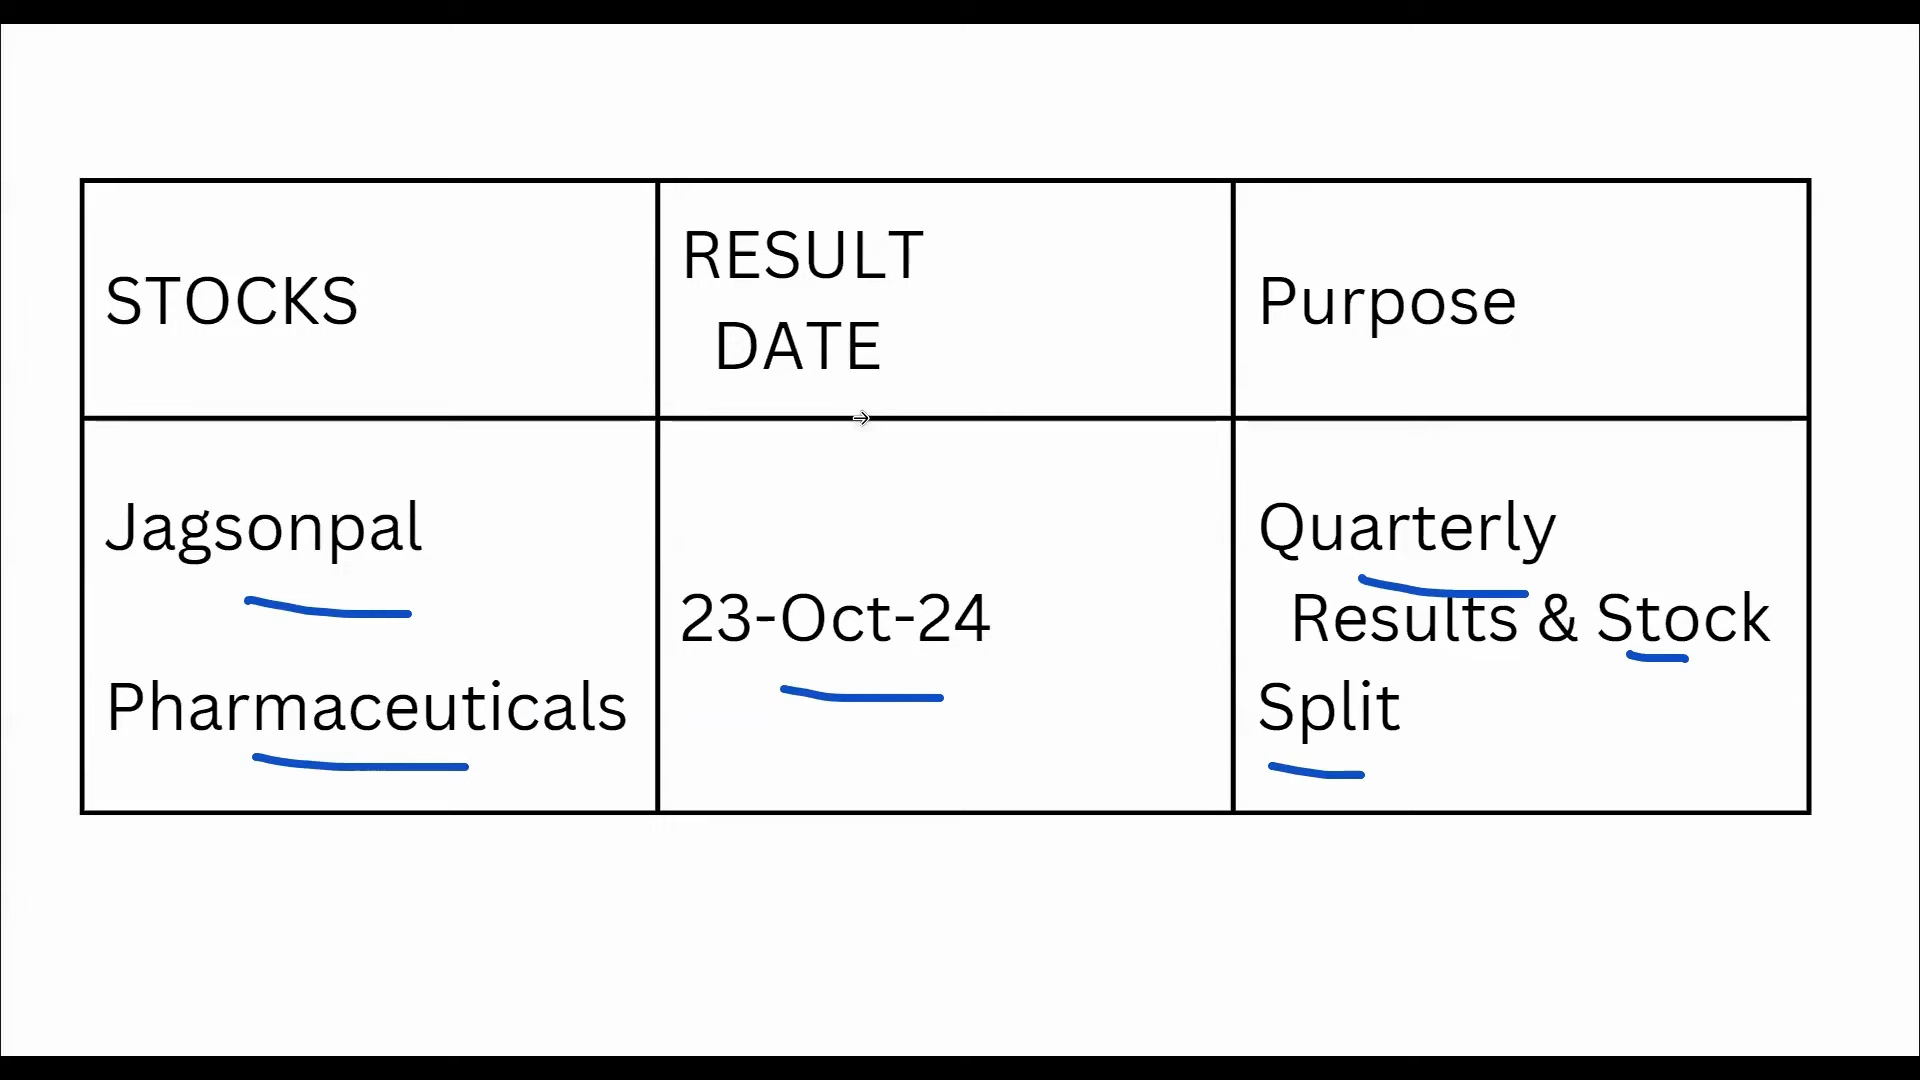 STOCKS
RESULT
DATE
Purpose
Jagsonpal
Pharmaceuticals
23-Oct-24
Quarterly
Results & Stock
Split